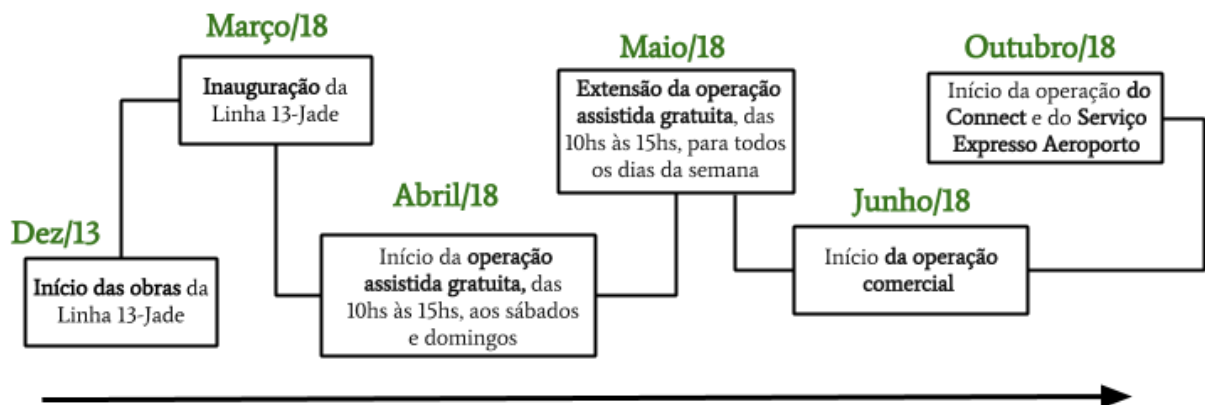 Dez/13
Início das obras da
Linha 13-Jade
Março/18
Inauguração da
Linha 13-Jade
Abril/18
Início da operação
assistida gratuita, das
10hs às 15hs, aos sábados
e domingos
Maio/18
Extensão da operação
assistida gratuita, das
10hs às 15hs, para todos
os dias da semana
Junho/18
Início da operação
comercial
Outubro/18
Início da operação do
Connect e do Serviço
Expresso Aeroporto